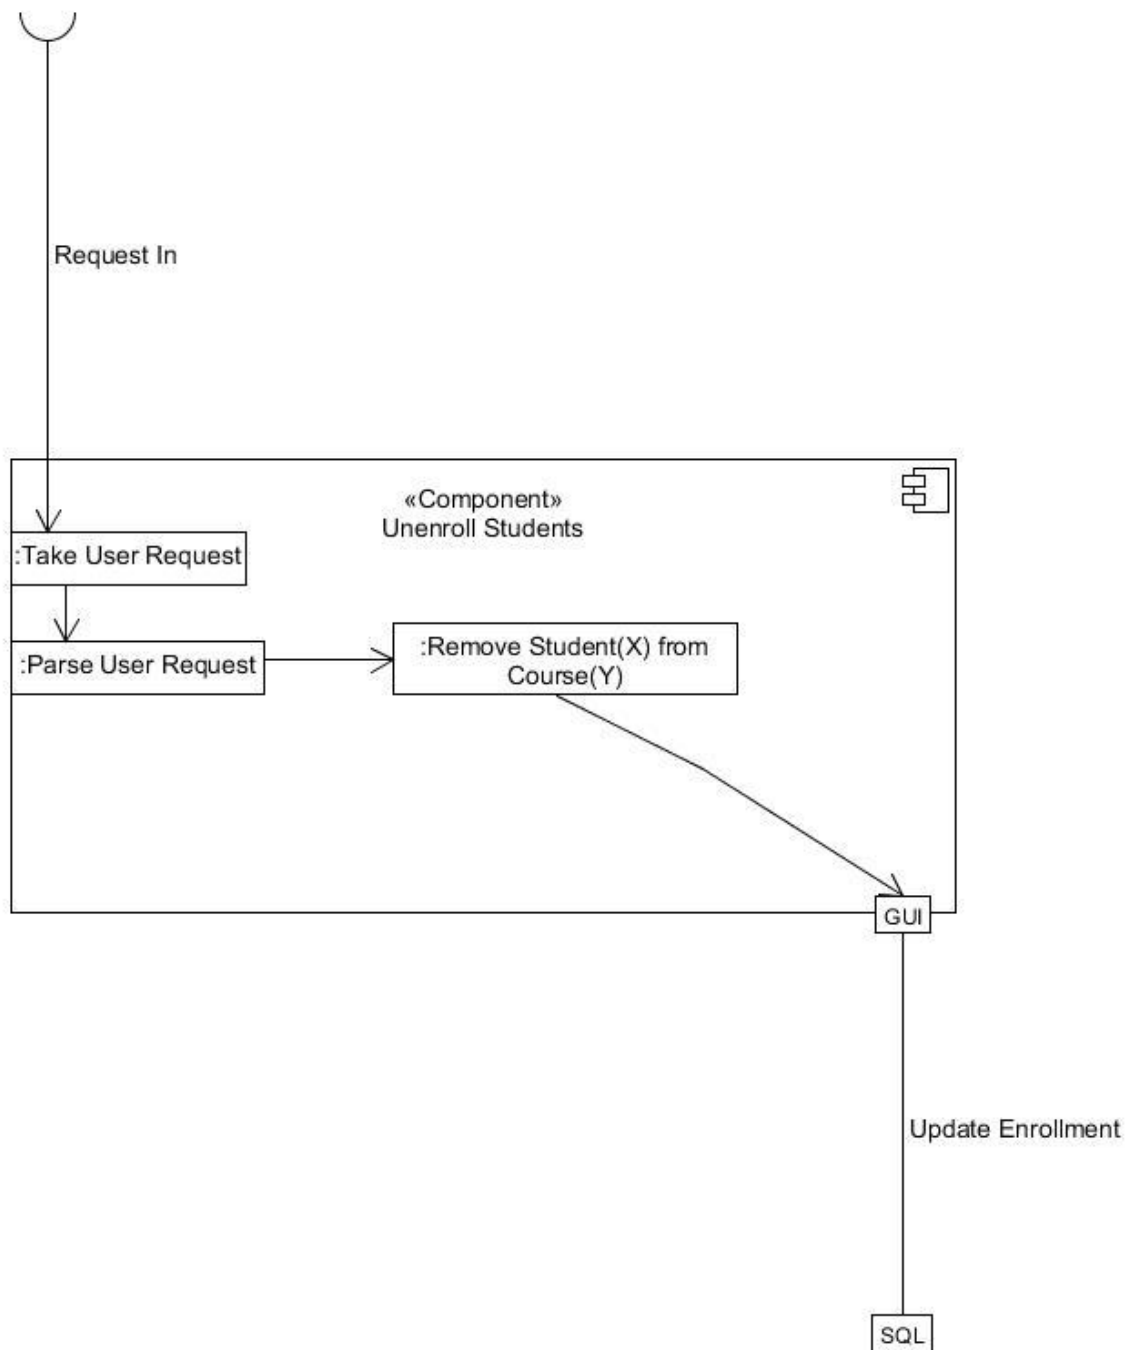 Request In
«Component»
Unenroll Students
:Take User Request
:Parse User Request
:Remove Student(X) from
Course(Y)
GUI
Update Enrollment
SQL